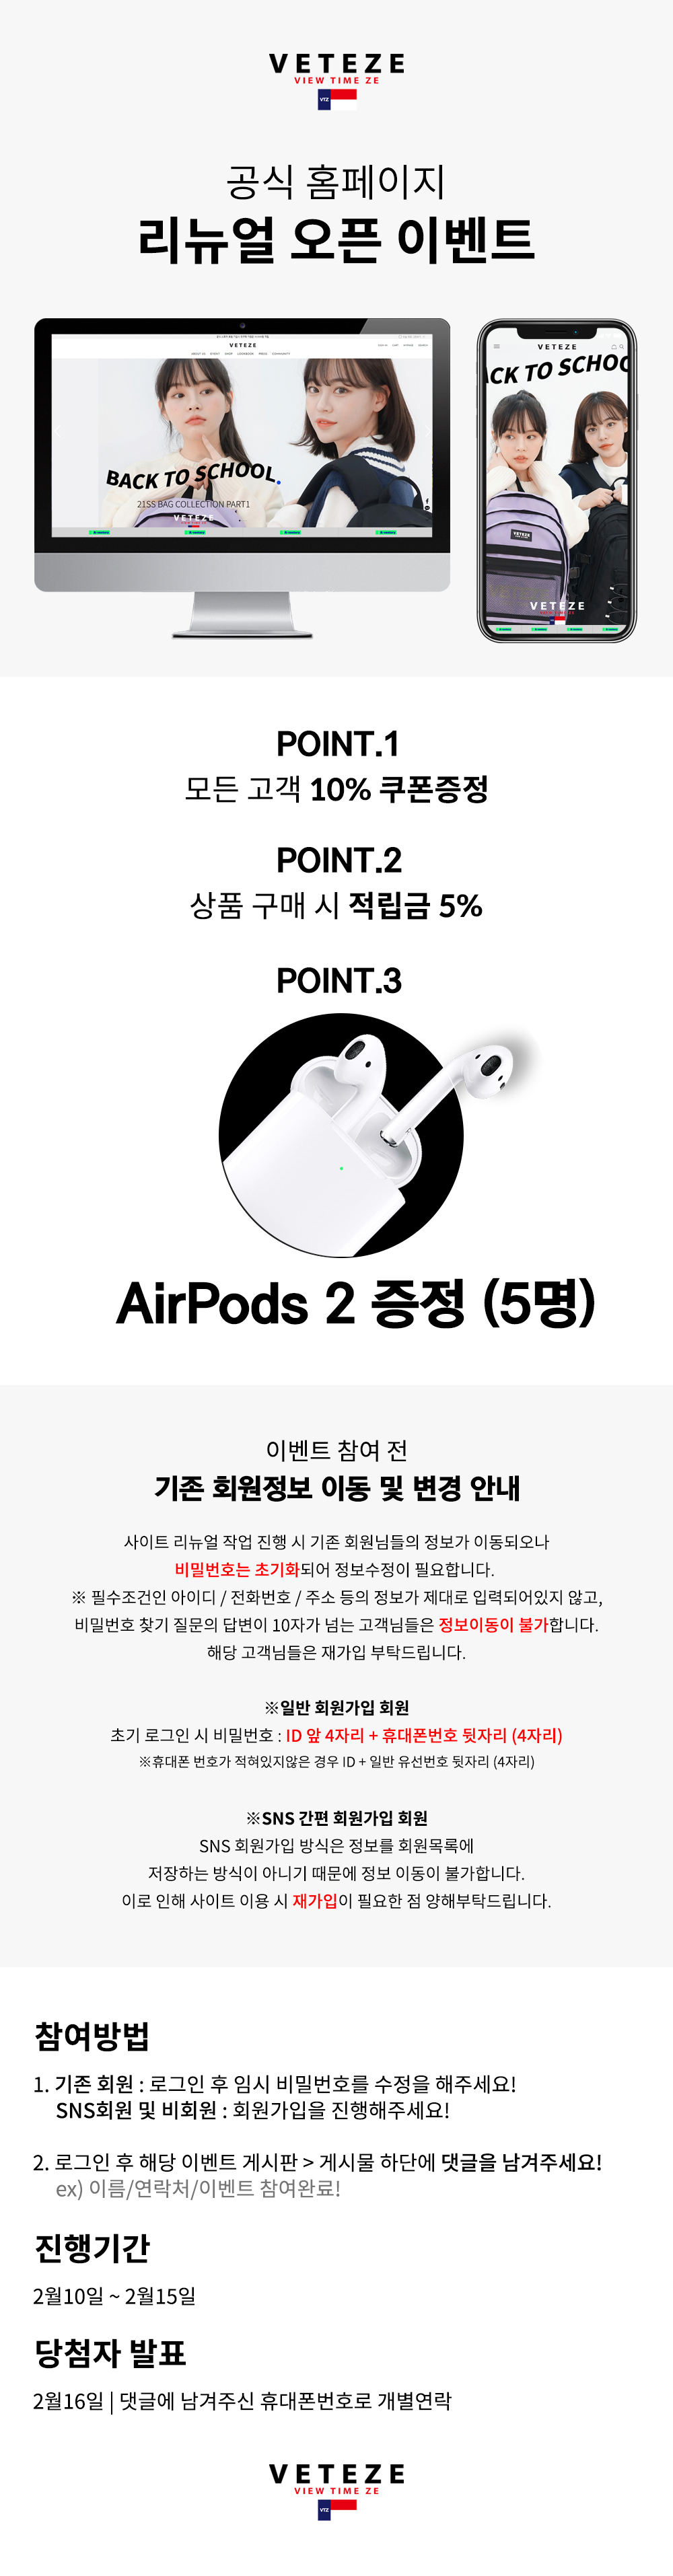 VETEZE
VIEW TIME ZE
VTZ
공식 홈페이지
리뉴얼 오픈 이벤트
VETEZE
ABOUT US EVENT SHOP LOOKBOOK PRESS COMMUNITY
BACK TO SCHOOL.
21SS BAG COLLECTION PART1
VETEZE
VETEZE
ACK TO SCHOO
VETEZE
VETEZE
POINT.1
모든 고객 10% 쿠폰증정
POINT.2
상품 구매 시 적립금 5%
POINT.3
AirPods 2 증정 (5명)
이벤트 참여 전
기존 회원정보 이동 및 변경 안내
사이트 리뉴얼 작업 진행 시 기존 회원님들의 정보가 이동되오나
비밀번호는 초기화되어 정보수정이 필요합니다.
※ 필수조건인 아이디 / 전화번호 / 주소 등의 정보가 제대로 입력되어있지 않고,
비밀번호 찾기 질문의 답변이 10자가 넘는 고객님들은 정보이동이 불가합니다.
해당 고객님들은 재가입 부탁드립니다.
※일반 회원가입 회원
초기 로그인 시 비밀번호 : ID 앞 4자리 + 휴대폰번호 뒷자리 (4자리)
※휴대폰 번호가 적혀있지않은 경우 ID + 일반 유선번호 뒷자리 (4자리)
※SNS 간편 회원가입 회원
SNS 회원가입 방식은 정보를 회원목록에
저장하는 방식이 아니기 때문에 정보 이동이 불가합니다.
이로 인해 사이트 이용 시 재가입이 필요한 점 양해부탁드립니다.
참여방법
1. 기존 회원 : 로그인 후 임시 비밀번호를 수정을 해주세요!
SNS회원 및 비회원 : 회원가입을 진행해주세요!
2. 로그인 후 해당 이벤트 게시판 > 게시물 하단에 댓글을 남겨주세요!
ex) 이름/연락처/이벤트 참여완료!
진행기간
2월10일 ~ 2월15일
당첨자 발표
2월16일 | 댓글에 남겨주신 휴대폰번호로 개별연락
VETEZE
VIEW TIME ZE
VTZ